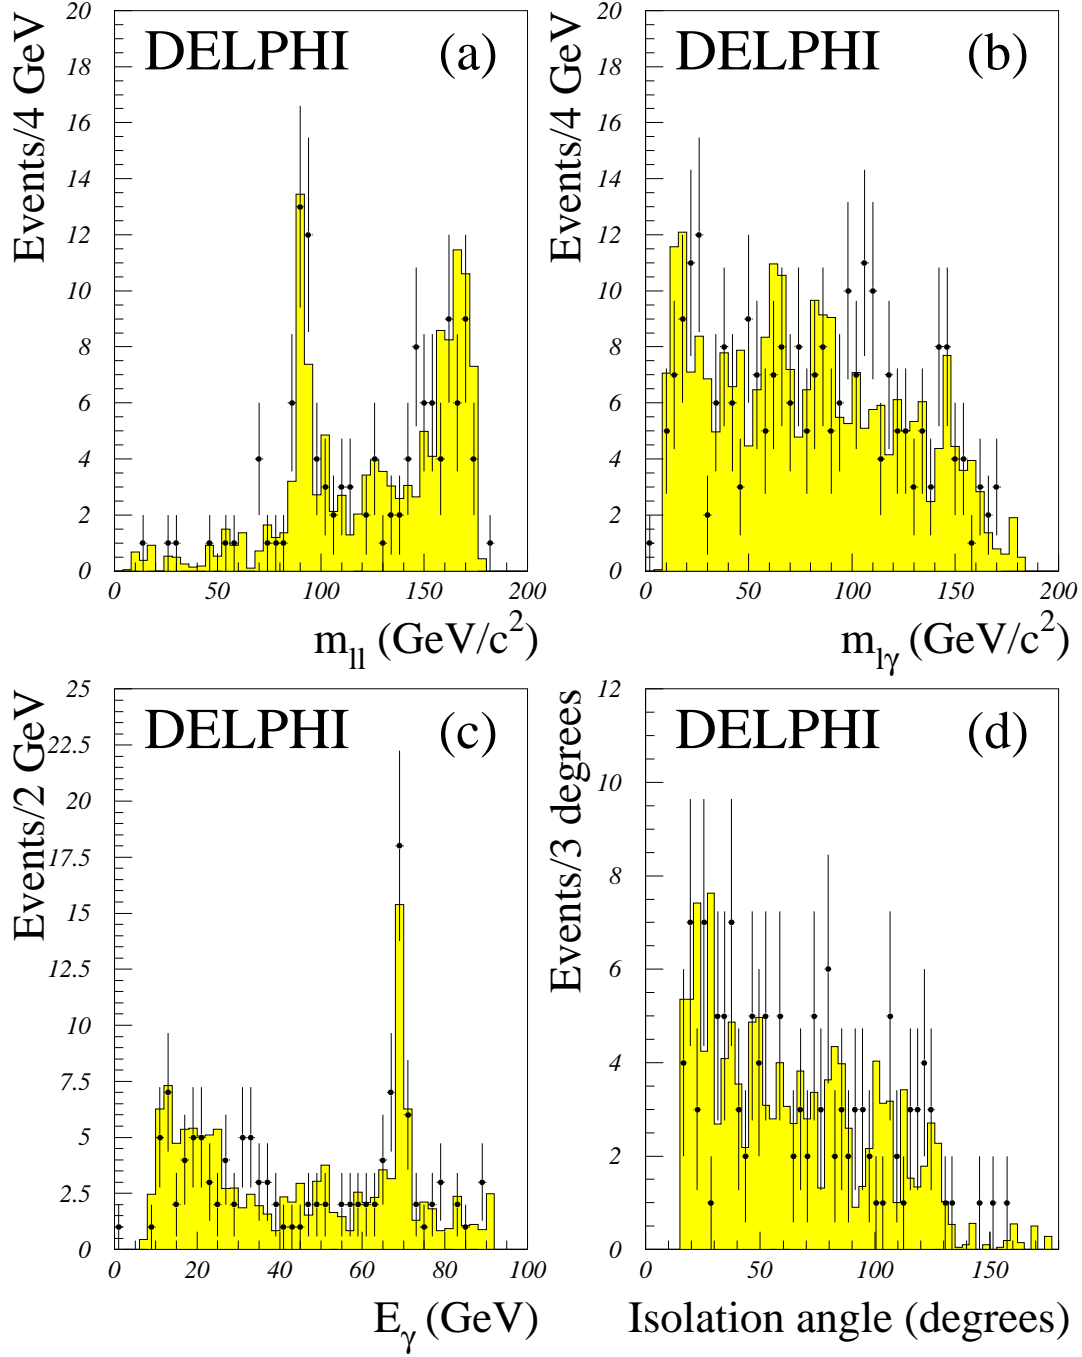 DELPHI (a)
Events/4 GeV
20
18
16
14
12
10
8
6
4
2
0
0 50 100 150 200
m_ll (GeV/c²)
DELPHI (b)
Events/4 GeV
20
18
16
14
12
10
8
6
4
2
0
0 50 100 150 200
m_lγ (GeV/c²)
DELPHI (c)
Events/2 GeV
25
22.5
20
17.5
15
12.5
10
7.5
5
2.5
0
0 20 40 60 80 100
E_γ (GeV)
DELPHI (d)
Events/3 degrees
12
10
8
6
4
2
0
0 50 100 150
Isolation angle (degrees)